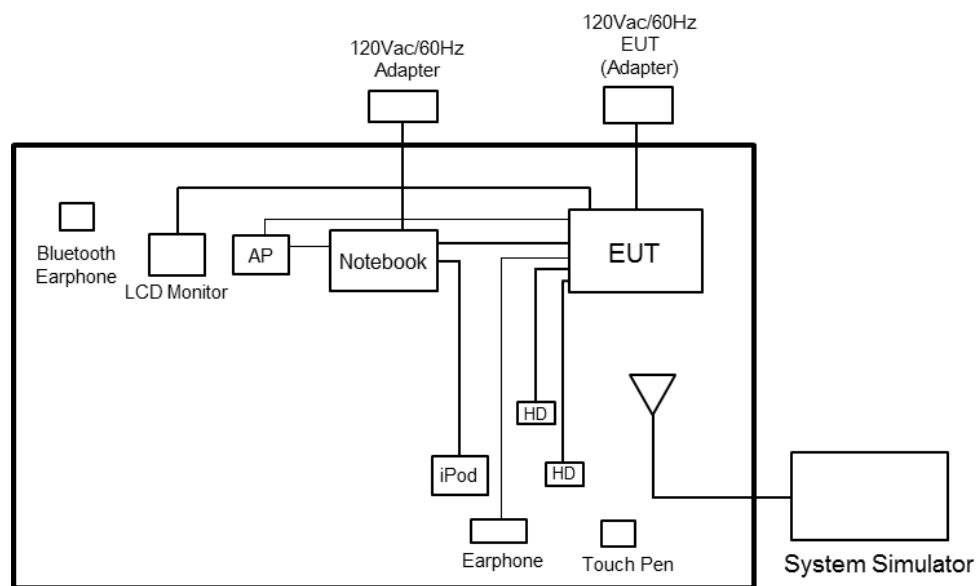 120Vac/60Hz
Adapter
120Vac/60Hz
EUT
(Adapter)
Bluetooth
Earphone
LCD Monitor
AP
Notebook
EUT
HD
HD
iPod
Earphone
Touch Pen
System Simulator